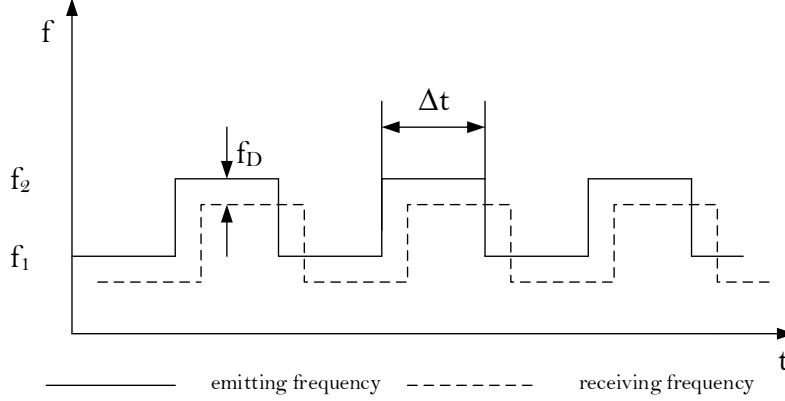 f
Δt
f_D
f₂
f₁
t
emitting frequency receiving frequency